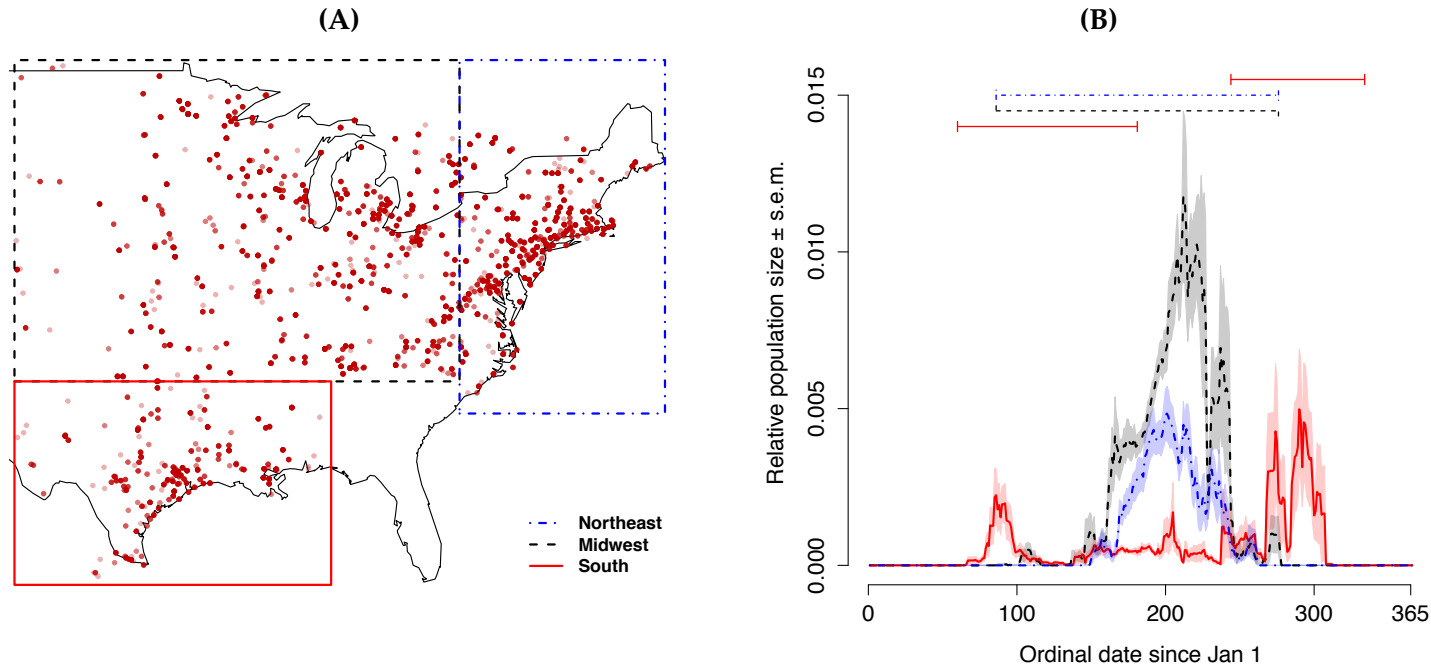 (A)
Northeast
Midwest
South
(B)
Relative population size ± s.e.m.
0.015
0.010
0.005
0.000
0
100
200
300
365
Ordinal date since Jan 1